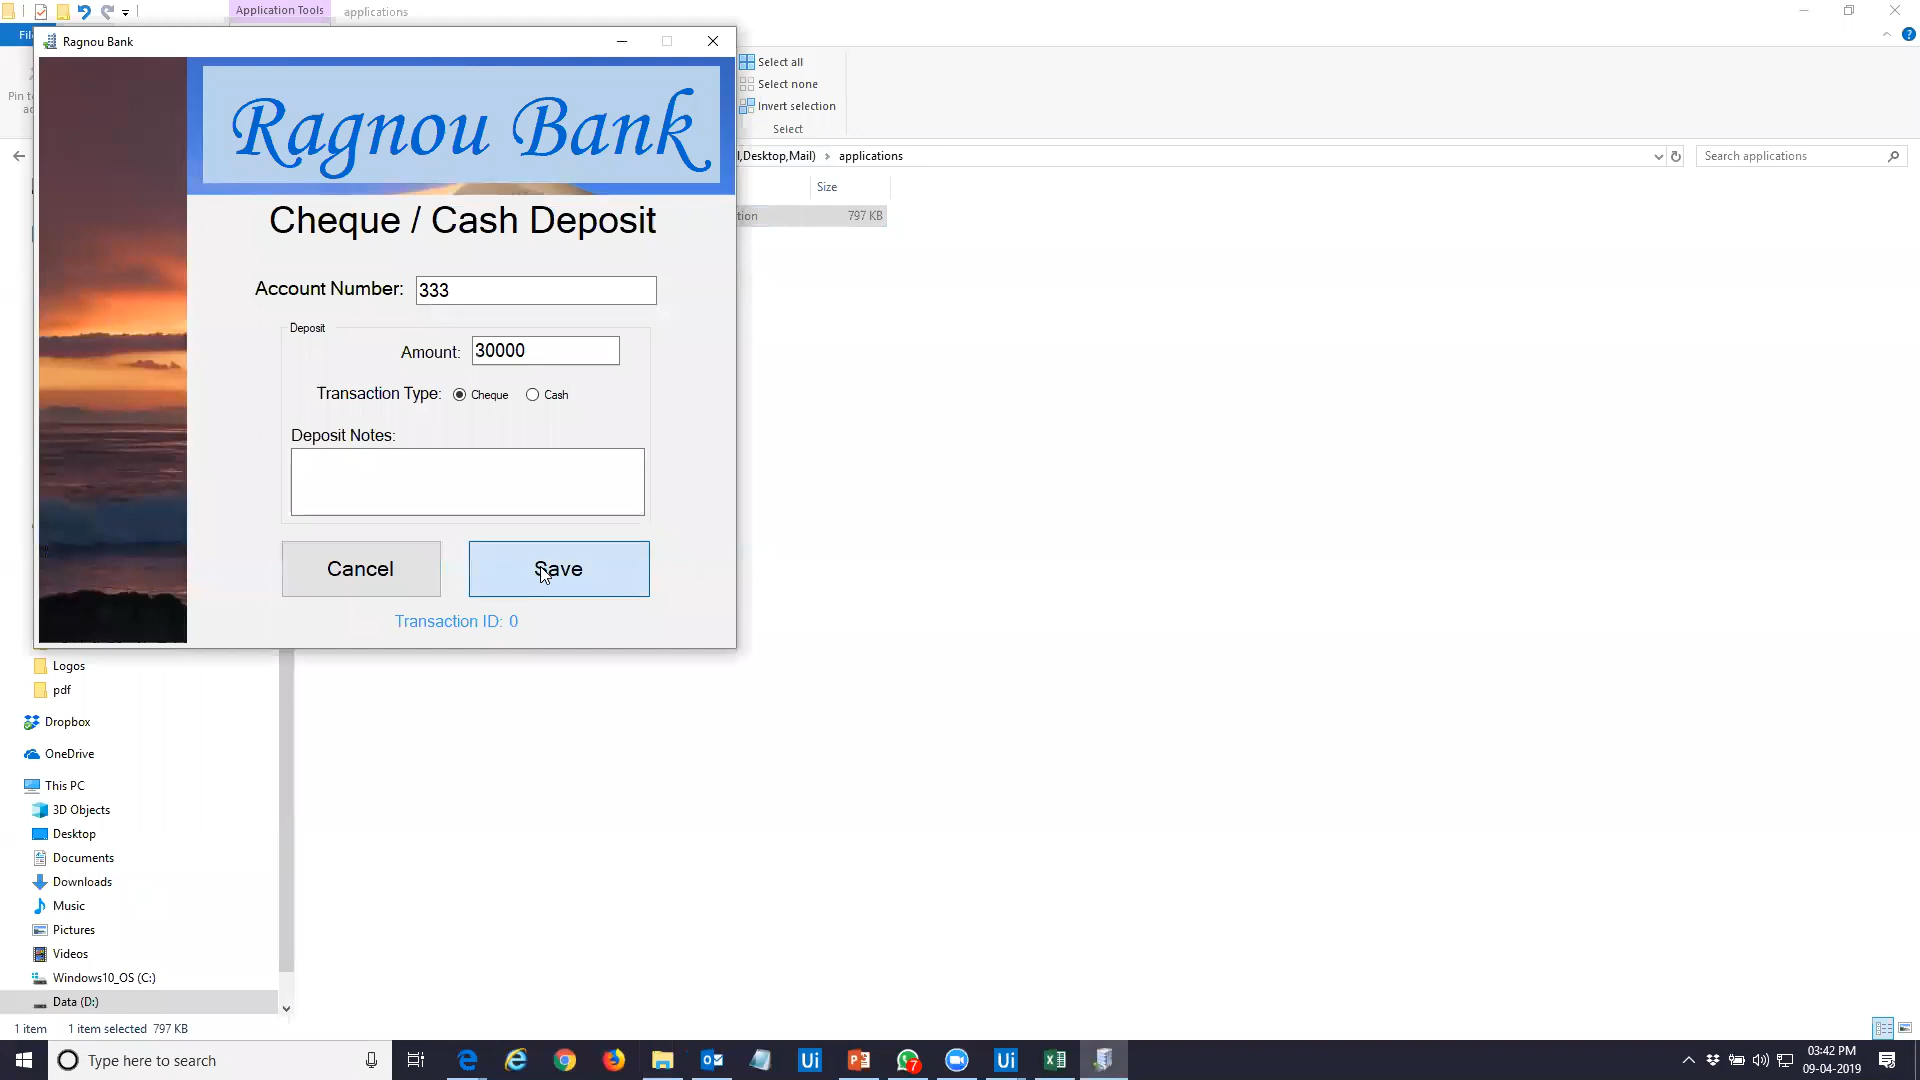 Application Tools
applications
Ragnou Bank
Ragnou Bank
Select all
Select none
Invert selection
Select
Desktop,Mail)
applications
Search applications
Size
797 KB
Cheque / Cash Deposit
Account Number: 333
Deposit
Amount: 30000
Transaction Type: Cheque Cash
Deposit Notes:
Cancel
Save
Transaction ID: 0
Logos
pdf
Dropbox
OneDrive
This PC
3D Objects
Desktop
Documents
Downloads
Music
Pictures
Videos
Windows10_OS (C:)
Data (D:)
1 item 1 item selected 797 KB
Type here to search
03:42 PM
09-04-2019